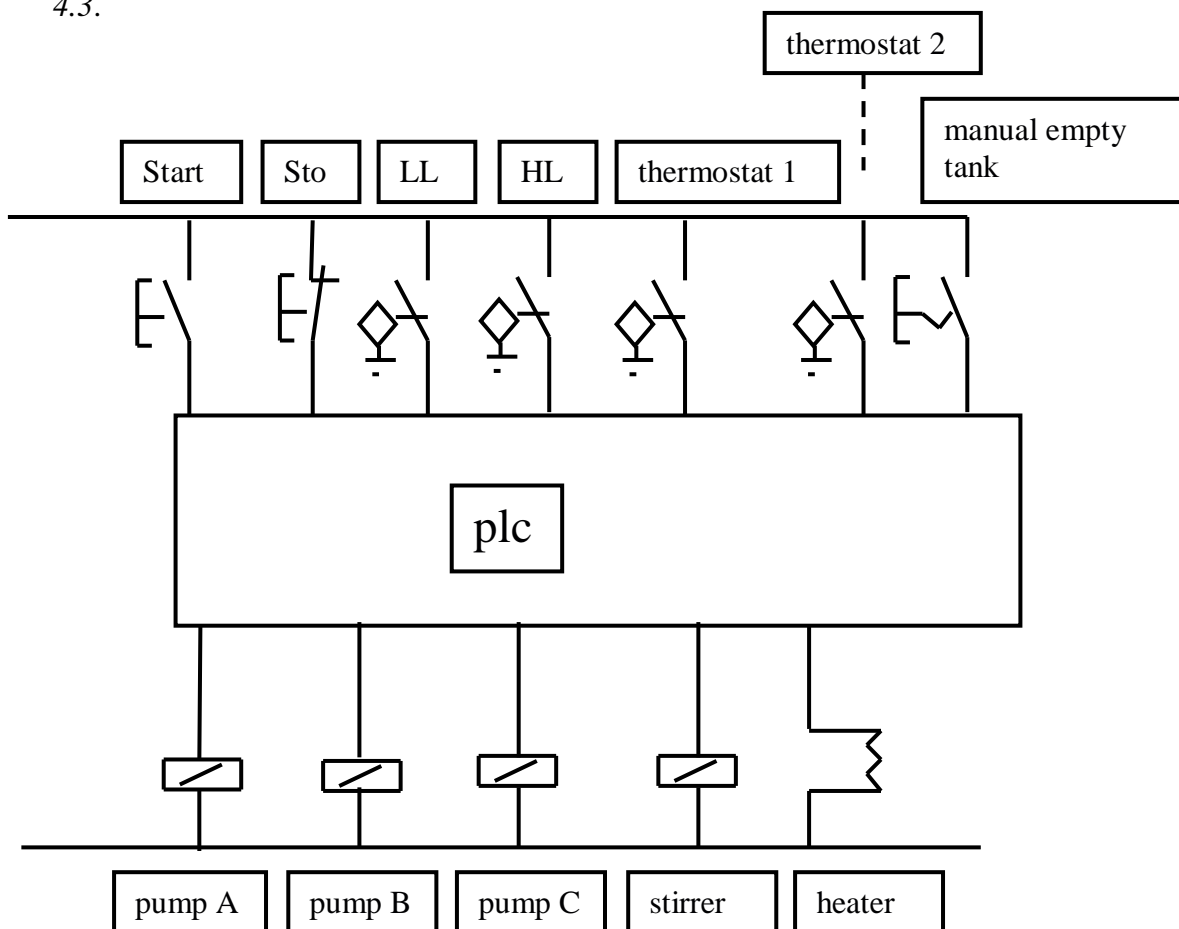 4.3.
thermostat 2
manual empty
tank
Start
Sto
LL
HL
thermostat 1
plc
pump A
pump B
pump C
stirrer
heater